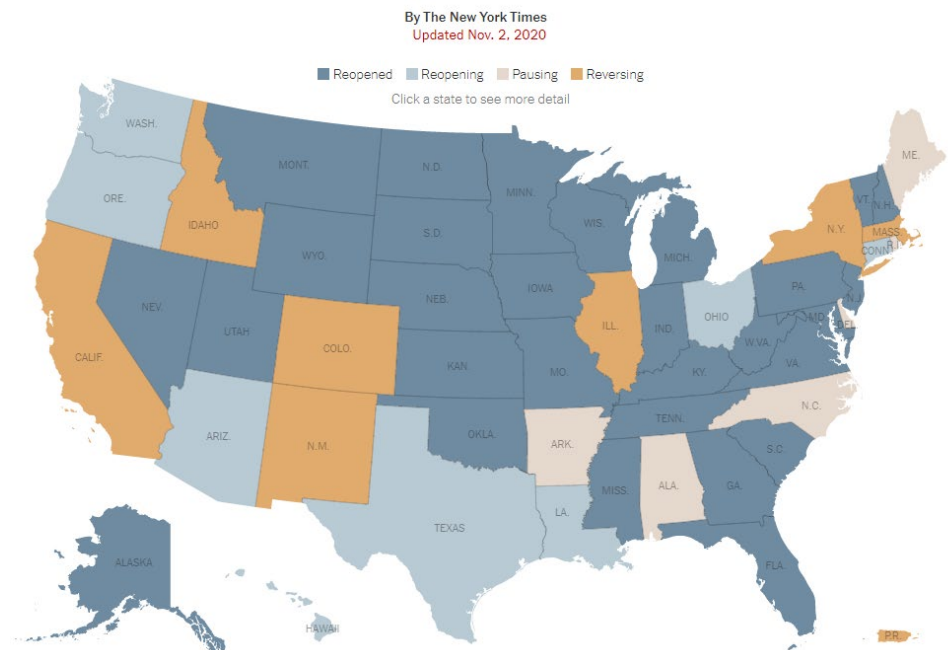 By The New York Times
Updated Nov. 2, 2020
Reopened Reopening Pausing Reversing
Click a state to see more detail
WASH.
ME.
MONT.
N.D.
ORE.
MINN.
VT.
N.H.
IDAHO
WIS.
N.Y.
MASS.
S.D.
WYO.
MICH.
CONN.
R.I.
IOWA
PA.
N.J.
NEB.
NEV.
OHIO
MD.
DEL.
UTAH
ILL.
IND.
W.VA.
COLO.
CALIF.
KAN.
MO.
KY.
VA.
N.C.
TENN.
ARIZ.
N.M.
OKLA.
ARK.
S.C.
MISS.
ALA.
GA.
TEXAS
LA.
ALASKA
FLA.
HAWAII
P.R.